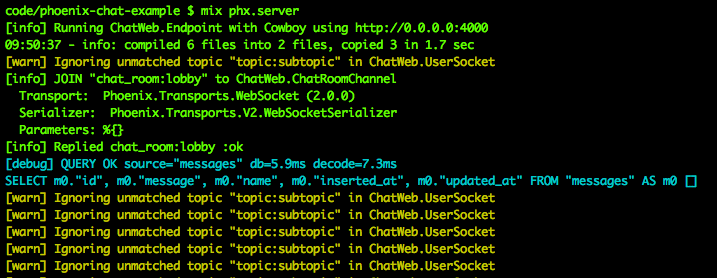 code/phoenix-chat-example $ mix phx.server
[info] Running ChatWeb.Endpoint with Cowboy using http://0.0.0.0:4000
09:50:37 - info: compiled 6 files into 2 files, copied 3 in 1.7 sec
[warn] Ignoring unmatched topic "topic:subtopic" in ChatWeb.UserSocket
[info] JOIN "chat_room:lobby" to ChatWeb.ChatRoomChannel
  Transport:  Phoenix.Transports.WebSocket (2.0.0)
  Serializer:  Phoenix.Transports.V2.WebSocketSerializer
  Parameters: %{}
[info] Replied chat_room:lobby :ok
[debug] QUERY OK source="messages" db=5.9ms decode=7.3ms
SELECT m0."id", m0."message", m0."name", m0."inserted_at", m0."updated_at" FROM "messages" AS m0 []
[warn] Ignoring unmatched topic "topic:subtopic" in ChatWeb.UserSocket
[warn] Ignoring unmatched topic "topic:subtopic" in ChatWeb.UserSocket
[warn] Ignoring unmatched topic "topic:subtopic" in ChatWeb.UserSocket
[warn] Ignoring unmatched topic "topic:subtopic" in ChatWeb.UserSocket
[warn] Ignoring unmatched topic "topic:subtopic" in ChatWeb.UserSocket